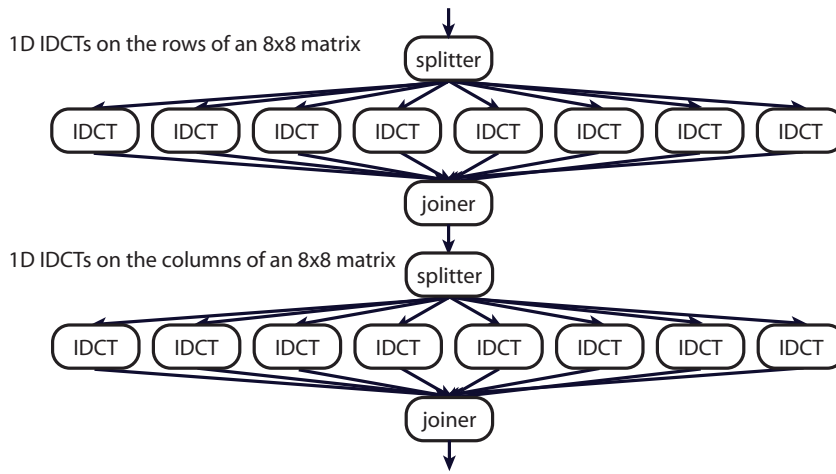 1D IDCTs on the rows of an 8x8 matrix
splitter
IDCT IDCT IDCT IDCT IDCT IDCT IDCT IDCT
joiner
1D IDCTs on the columns of an 8x8 matrix
splitter
IDCT IDCT IDCT IDCT IDCT IDCT IDCT IDCT
joiner